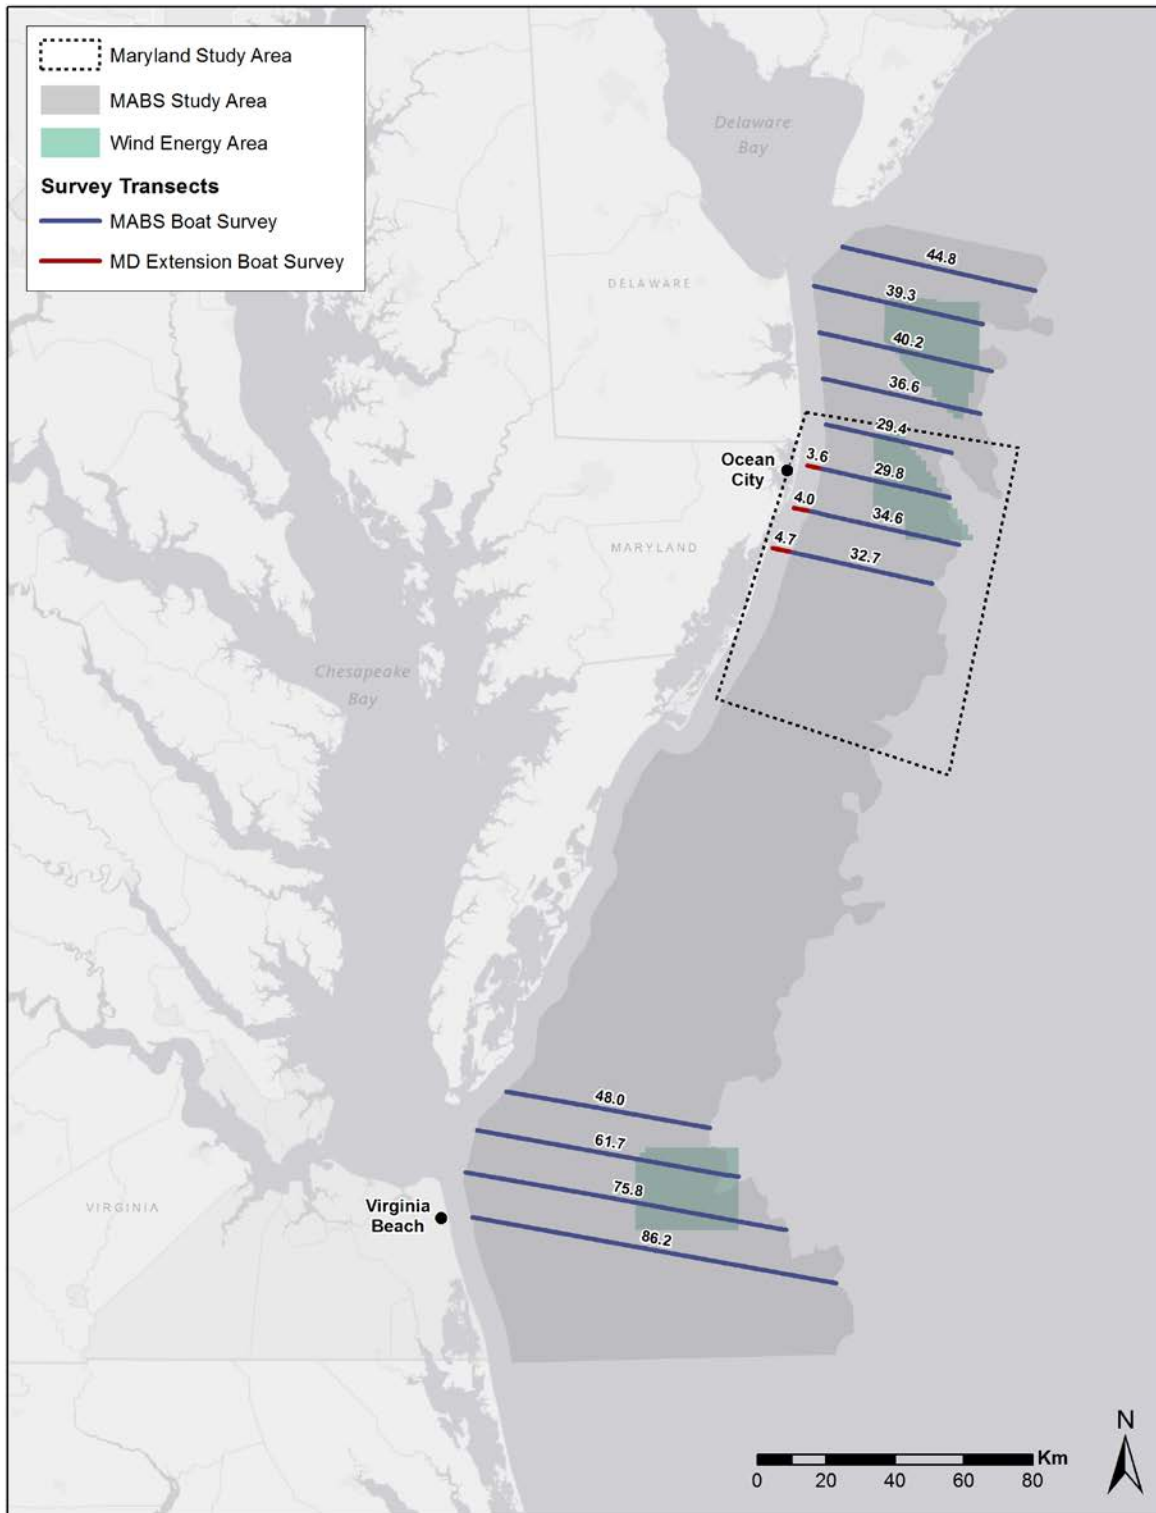 Maryland Study Area
MABS Study Area
Wind Energy Area
Survey Transects
MABS Boat Survey
MD Extension Boat Survey
Delaware
Bay
44.8
DELAWARE
39.3
40.2
36.6
29.4
Ocean
City
3.6
29.8
4.0
34.6
MARYLAND
4.7
32.7
Chesapeake
Bay
48.0
61.7
75.8
VIRGINIA
Virginia
Beach
86.2
N
Km
0 20 40 60 80